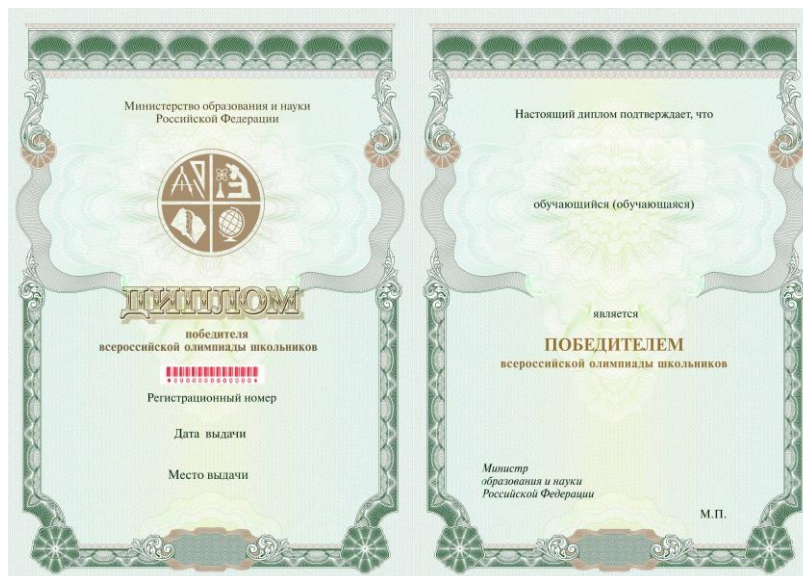 Министерство образования и науки
Российской Федерации
ДИПЛОМ
победителя
всероссийской олимпиады школьников
*0000000000000*
Регистрационный номер
Дата выдачи
Место выдачи
Настоящий диплом подтверждает, что
обучающийся (обучающаяся)
является
ПОБЕДИТЕЛЕМ
всероссийской олимпиады школьников
Министр
образования и науки
Российской Федерации
М.П.